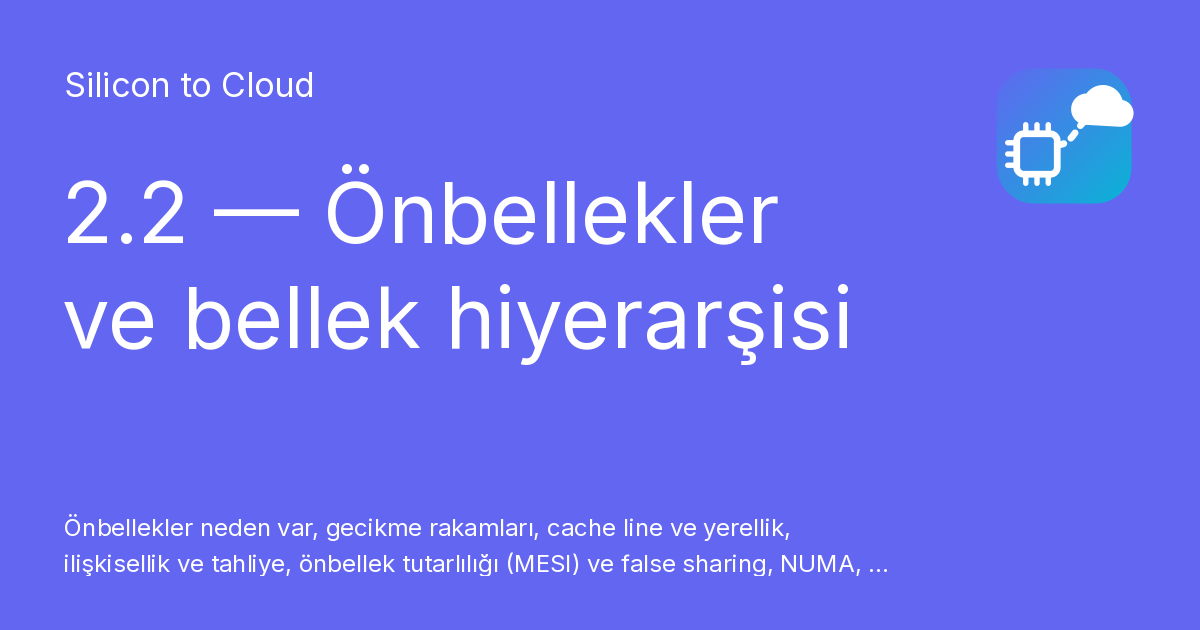 Silicon to Cloud
2.2 — Önbellekler
ve bellek hiyerarşisi
Önbellekler neden var, gecikme rakamları, cache line ve yerellik,
ilişkisellik ve tahliye, önbellek tutarlılığı (MESI) ve false sharing, NUMA, …